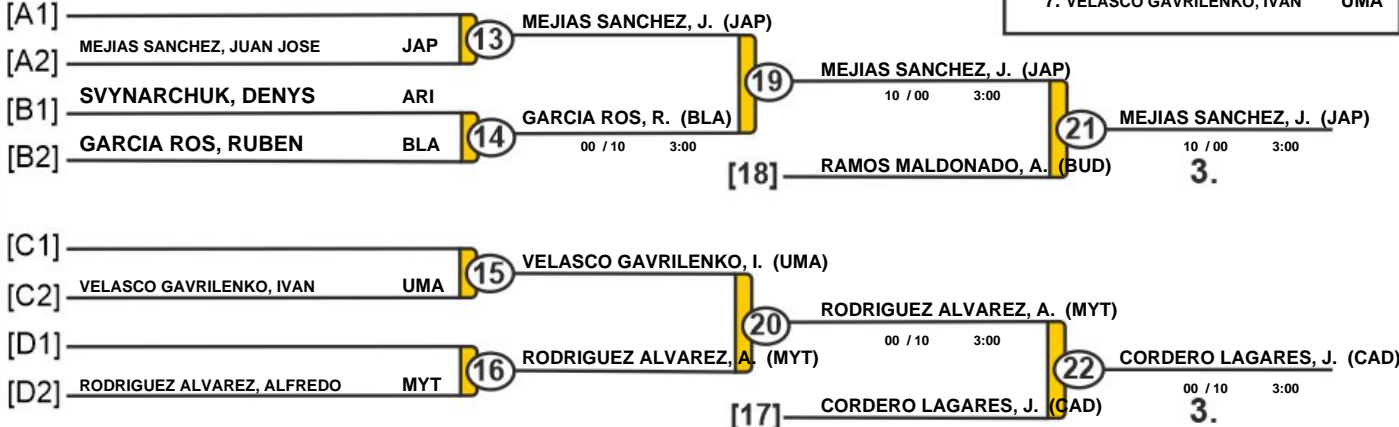 7. VELASCO GAVRILENKO, IVAN UMA
[A1]
MEJIAS SANCHEZ, JUAN JOSE JAP
[A2]
13
MEJIAS SANCHEZ, J. (JAP)
SVYNARCHUK, DENYS ARI
[B1]
GARCIA ROS, RUBEN BLA
[B2]
14
GARCIA ROS, R. (BLA)
00 / 10 3:00
19
MEJIAS SANCHEZ, J. (JAP)
10 / 00 3:00
[18]
RAMOS MALDONADO, A. (BUD)
21
MEJIAS SANCHEZ, J. (JAP)
10 / 00 3:00
3.
[C1]
VELASCO GAVRILENKO, IVAN UMA
[C2]
15
VELASCO GAVRILENKO, I. (UMA)
[D1]
RODRIGUEZ ALVAREZ, ALFREDO MYT
[D2]
16
RODRIGUEZ ALVAREZ, A. (MYT)
20
RODRIGUEZ ALVAREZ, A. (MYT)
00 / 10 3:00
[17]
CORDERO LAGARES, J. (CAD)
22
CORDERO LAGARES, J. (CAD)
00 / 10 3:00
3.